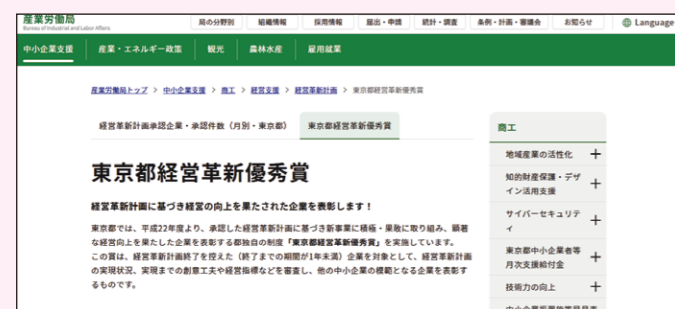 産業労働局
Bureau of Industrial and Labor Affairs
局の分野別 組織情報 採用情報 届出・申請 統計・調査 条例・計画・審議会 お知らせ Language
中小企業支援 産業・エネルギー政策 観光 農林水産 雇用就業
産業労働局トップ > 中小企業支援 > 商工 > 経営支援 > 経営革新計画 > 東京都経営革新優秀賞
経営革新計画承認企業・承認件数（月別・東京都） 東京都経営革新優秀賞
東京都経営革新優秀賞
経営革新計画に基づき経営の向上を果たされた企業を表彰します！
東京都では、平成22年度より、承認した経営革新計画に基づき新事業に積極・果敢に取り組み、顕著
な経営向上を果たした企業を表彰する都独自の制度「東京都経営革新優秀賞」を実施しています。
この賞は、経営革新計画終了を控えた（終了までの期間が1年未満）企業を対象として、経営革新計画
の実現状況、実現までの創意工夫や経営指標などを審査し、他の中小企業の模範となる企業を表彰す
るものです。
商工
地域産業の活性化 +
知的財産保護・デザ
イン活用支援 +
サイバーセキュリテ
ィ +
東京都中小企業者等
月次支援給付金 +
技術力の向上 +